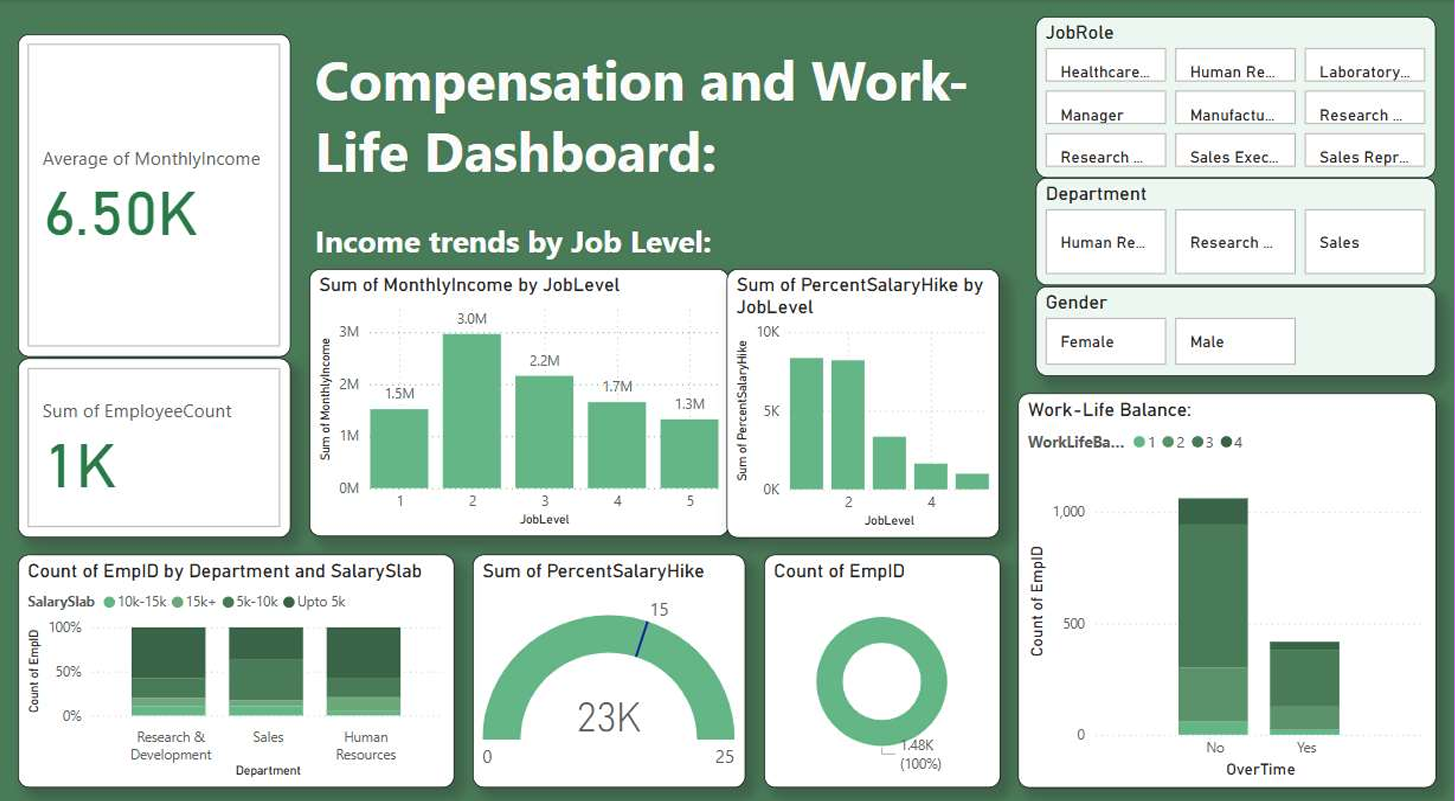 Average of MonthlyIncome
6.50K
Sum of EmployeeCount
1K
Compensation and Work-
Life Dashboard:
Income trends by Job Level:
JobRole
Healthcare...
Human Re...
Laboratory...
Manager
Manufactu...
Research ...
Research ...
Sales Exec...
Sales Repr...
Department
Human Re...
Research ...
Sales
Gender
Female
Male
Sum of MonthlyIncome by JobLevel
Sum of MonthlyIncome
3M
2M
1M
0M
1.5M
3.0M
2.2M
1.7M
1.3M
1
2
3
4
5
JobLevel
Sum of PercentSalaryHike by
JobLevel
Sum of PercentSalaryHike
10K
5K
0K
2
4
JobLevel
Work-Life Balance:
WorkLifeBa... 1 2 3 4
Count of EmpID
1,000
500
0
No
Yes
OverTime
Count of EmpID by Department and SalarySlab
SalarySlab 10k-15k 15k+ 5k-10k Upto 5k
Count of EmpID
100%
50%
0%
Research &
Development
Sales
Human
Resources
Department
Sum of PercentSalaryHike
15
23K
0
25
Count of EmpID
1.48K
(100%)